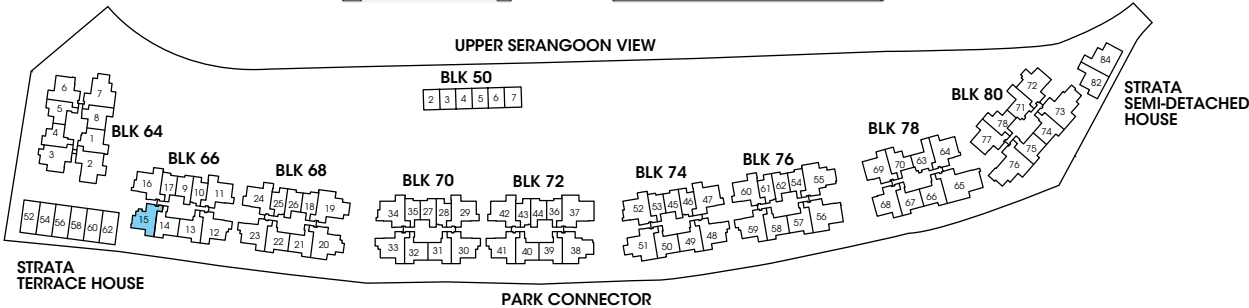 UPPER SERANGOON VIEW
BLK 50
2 3 4 5 6 7
84
82
STRATA
SEMI-DETACHED
HOUSE
BLK 80
72
71
73
78
74
77
75
76
BLK 64
6
7
5
8
4
1
3
2
BLK 66
16 17 9 10 11
15 14 13 12
BLK 68
24 25 26 18 19
23 22 21 20
BLK 70
34 35 27 28 29
33 32 31 30
BLK 72
42 43 44 36 37
41 40 39 38
BLK 74
52 53 45 46 47
51 50 49 48
BLK 76
60 61 62 54 55
59 58 57 56
BLK 78
69 70 63 64
68 67 66 65
52 54 56 58 60 62
STRATA
TERRACE HOUSE
PARK CONNECTOR